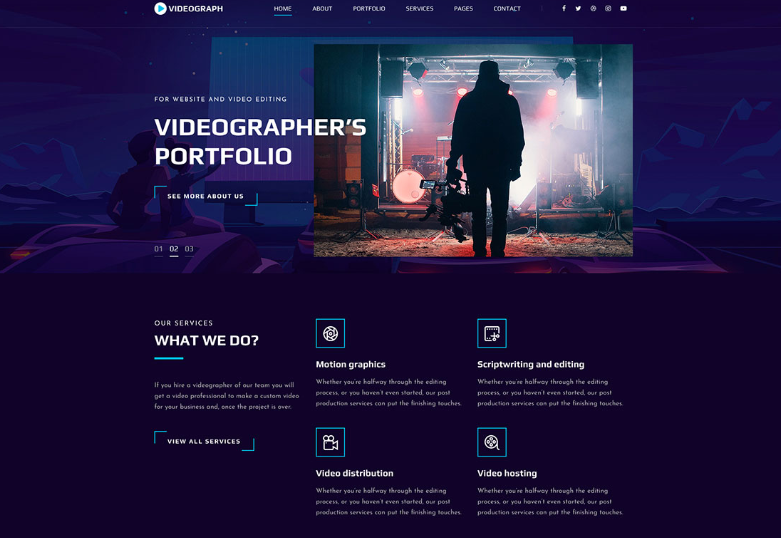 VIDEOGRAPH
HOME ABOUT PORTFOLIO SERVICES PAGES CONTACT
FOR WEBSITE AND VIDEO EDITING
VIDEOGRAPHER'S
PORTFOLIO
SEE MORE ABOUT US
01 02 03
OUR SERVICES
WHAT WE DO?
If you hire a videographer of our team you will
get a video professional to make a custom video
for your business and, once the project is over.
VIEW ALL SERVICES
Motion graphics
Whether you're halfway through the editing
process, or you haven't even started, our post
production services can put the finishing touches.
Scriptwriting and editing
Whether you're halfway through the editing
process, or you haven't even started, our post
production services can put the finishing touches.
Video distribution
Whether you're halfway through the editing
process, or you haven't even started, our post
production services can put the finishing touches.
Video hosting
Whether you're halfway through the editing
process, or you haven't even started, our post
production services can put the finishing touches.